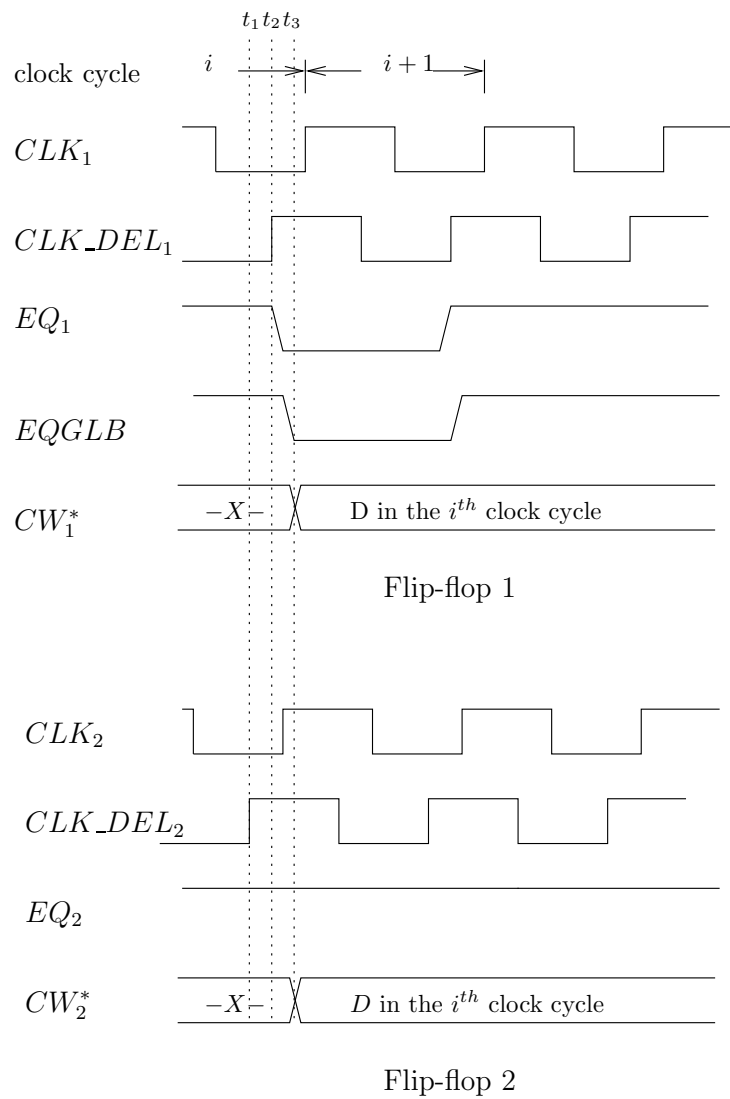 t₁ t₂ t₃
clock cycle i i + 1
CLK₁
CLK_DEL₁
EQ₁
EQGLB
CW₁* −X− D in the iᵗʰ clock cycle
Flip-flop 1
CLK₂
CLK_DEL₂
EQ₂
CW₂* −X− D in the iᵗʰ clock cycle
Flip-flop 2